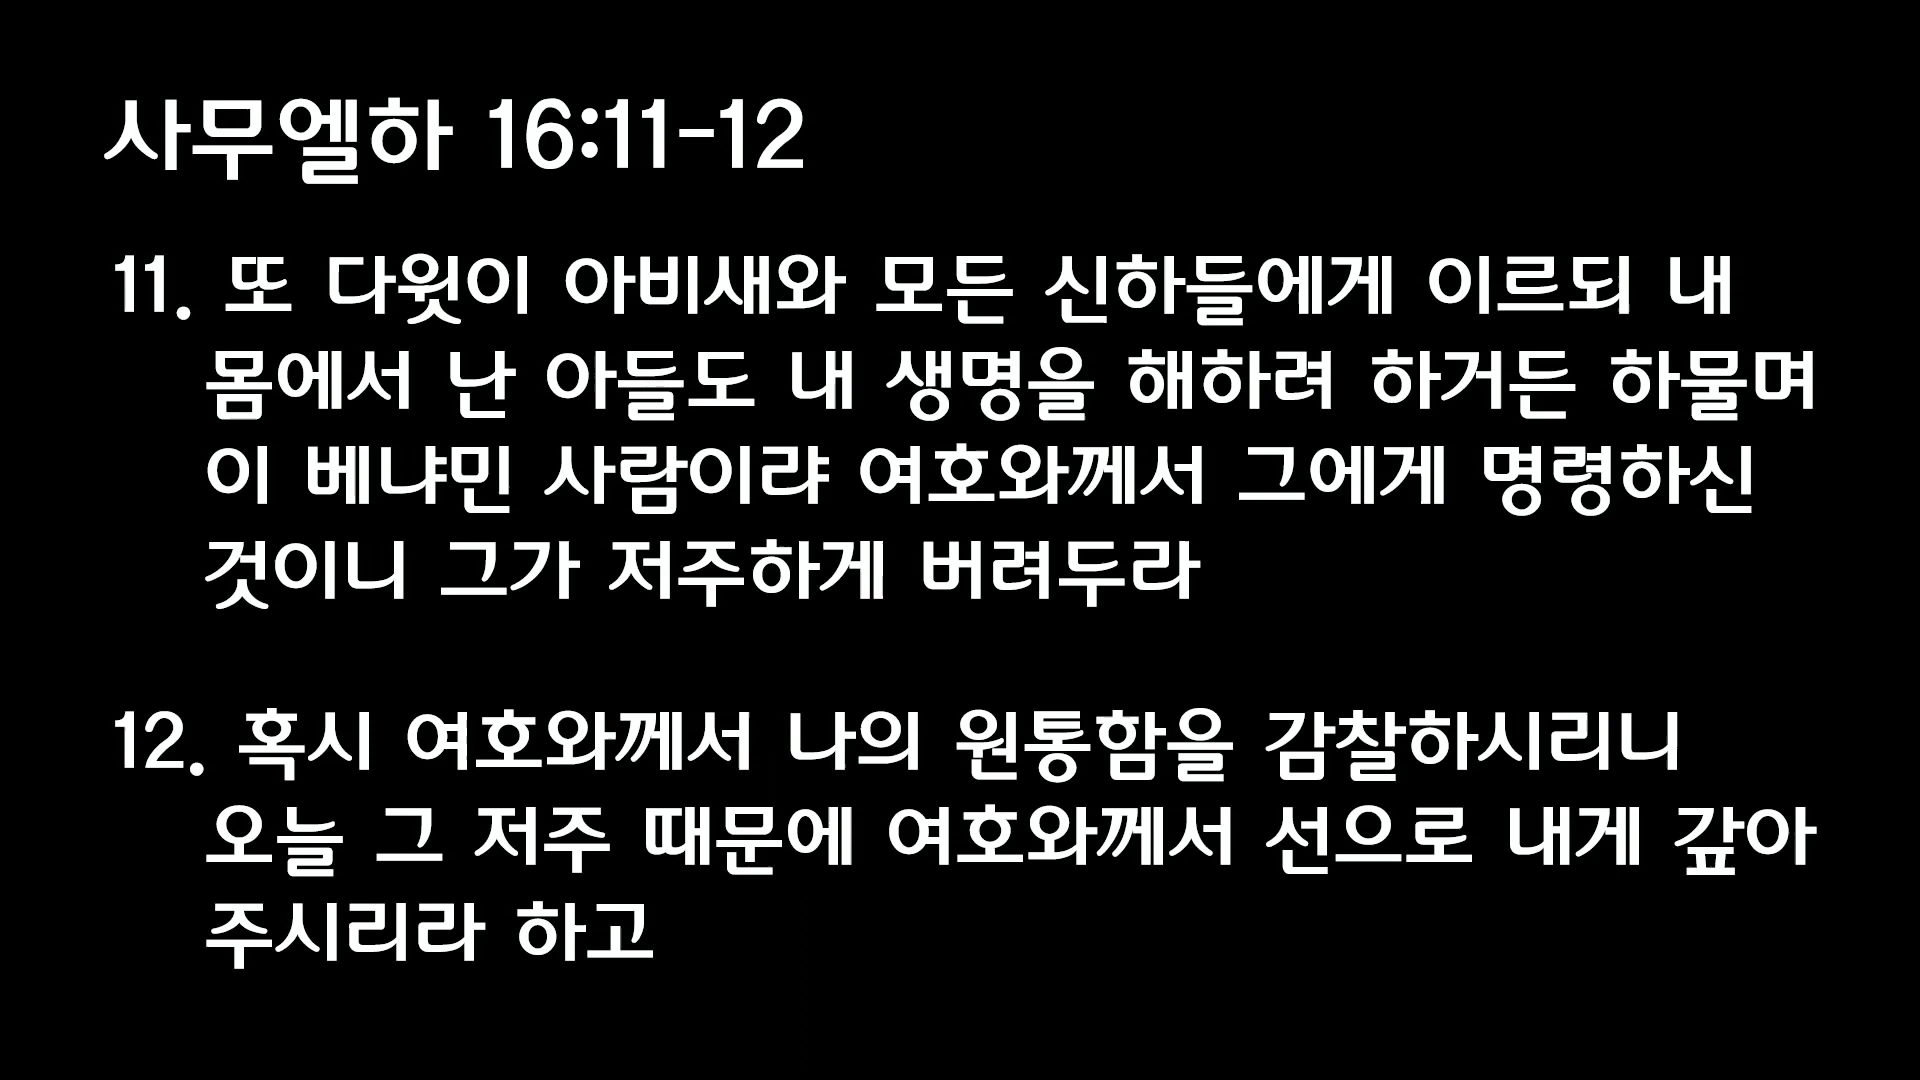 사무엘하 16:11-12
11. 또 다윗이 아비새와 모든 신하들에게 이르되 내
몸에서 난 아들도 내 생명을 해하려 하거든 하물며
이 베냐민 사람이랴 여호와께서 그에게 명령하신
것이니 그가 저주하게 버려두라
12. 혹시 여호와께서 나의 원통함을 감찰하시리니
오늘 그 저주 때문에 여호와께서 선으로 내게 갚아
주시리라 하고